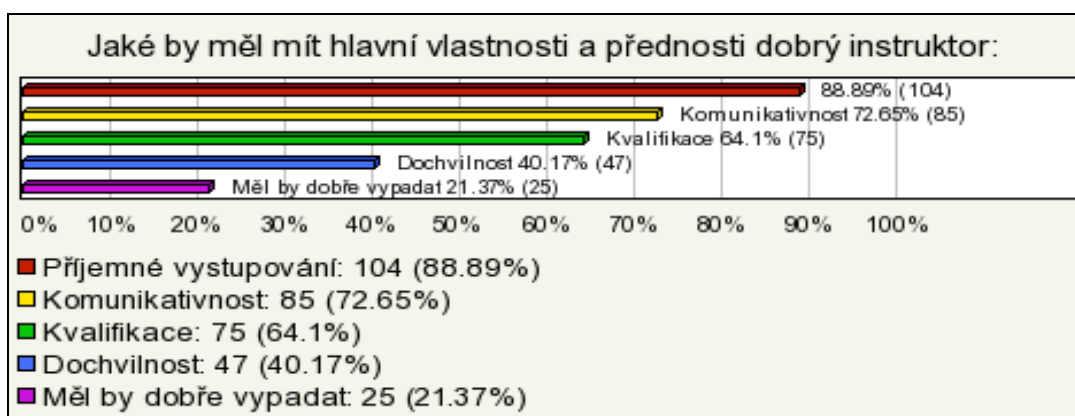 Jaké by měl mít hlavní vlastnosti a přednosti dobrý instruktor:
88.89% (104)
Komunikativnost 72.65% (85)
Kvalifikace 64.1% (75)
Dochvilnost 40.17% (47)
Měl by dobře vypadat 21.37% (25)
0% 10% 20% 30% 40% 50% 60% 70% 80% 90% 100%
Příjemné vystupování: 104 (88.89%)
Komunikativnost: 85 (72.65%)
Kvalifikace: 75 (64.1%)
Dochvilnost: 47 (40.17%)
Měl by dobře vypadat: 25 (21.37%)